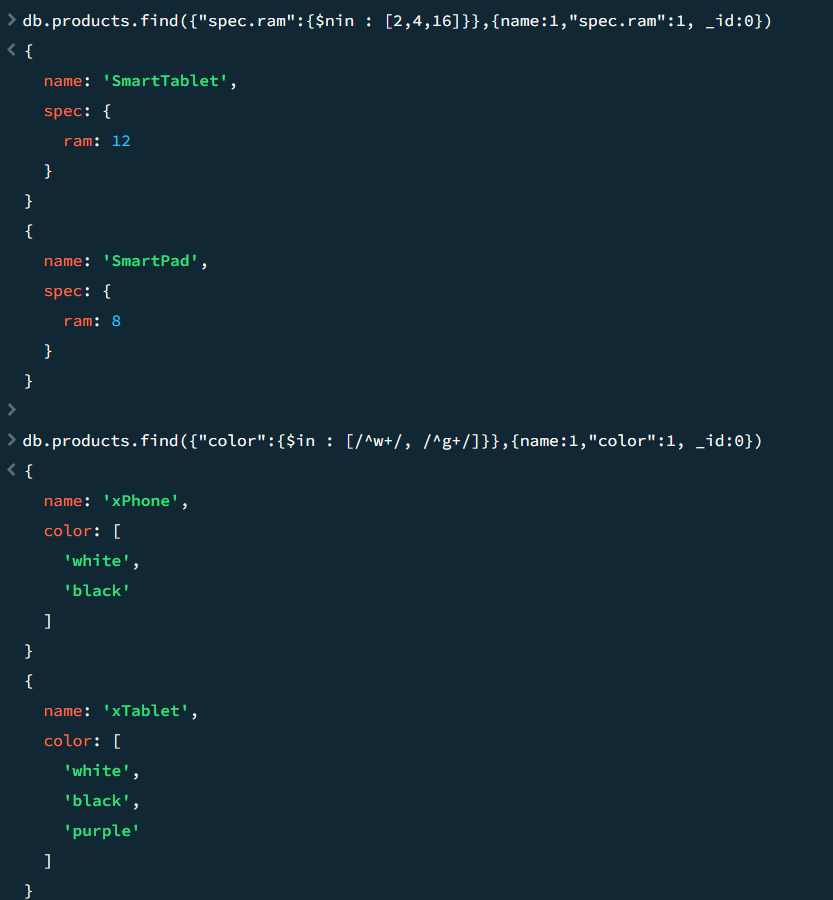 > db.products.find({"spec.ram":{$nin : [2,4,16]}},{name:1,"spec.ram":1, _id:0})
< {
    name: 'SmartTablet',
    spec: {
      ram: 12
    }
  }
  {
    name: 'SmartPad',
    spec: {
      ram: 8
    }
  }
>
> db.products.find({"color":{$in : [/^w+/, /^g+/]}},{name:1,"color":1, _id:0})
< {
    name: 'xPhone',
    color: [
      'white',
      'black'
    ]
  }
  {
    name: 'xTablet',
    color: [
      'white',
      'black',
      'purple'
    ]
  }